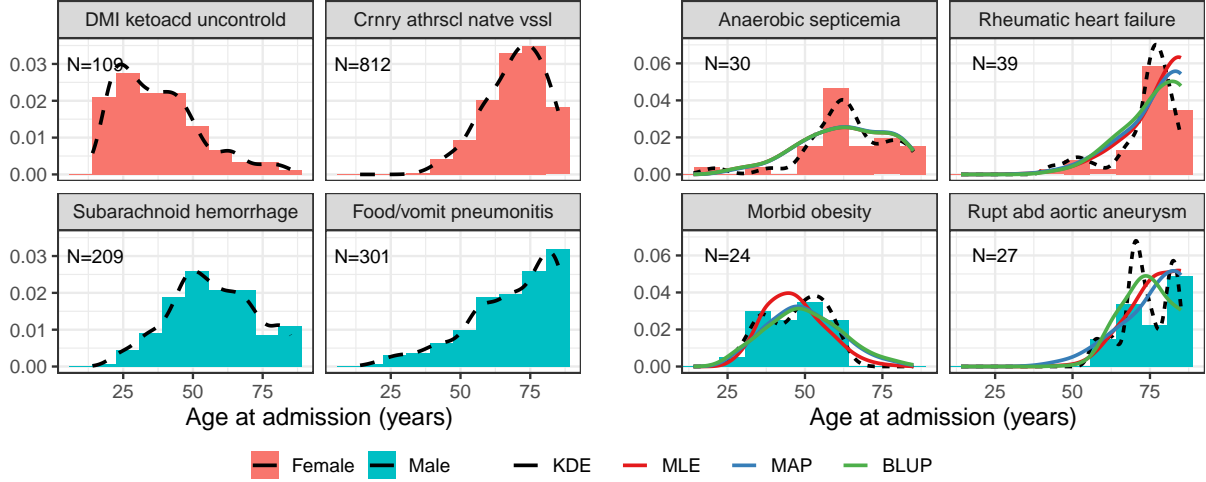 DMI ketoacd uncontrold Crnry athrscl natve vssl Anaerobic septicemia Rheumatic heart failure
N=109 N=812 N=30 N=39
0.03 0.06
0.02 0.04
0.01 0.02
0.00 0.00
Subarachnoid hemorrhage Food/vomit pneumonitis Morbid obesity Rupt abd aortic aneurysm
N=209 N=301 N=24 N=27
0.03 0.06
0.02 0.04
0.01 0.02
0.00 0.00
25 50 75 25 50 75 25 50 75 25 50 75
Age at admission (years) Age at admission (years)
Female Male KDE MLE MAP BLUP